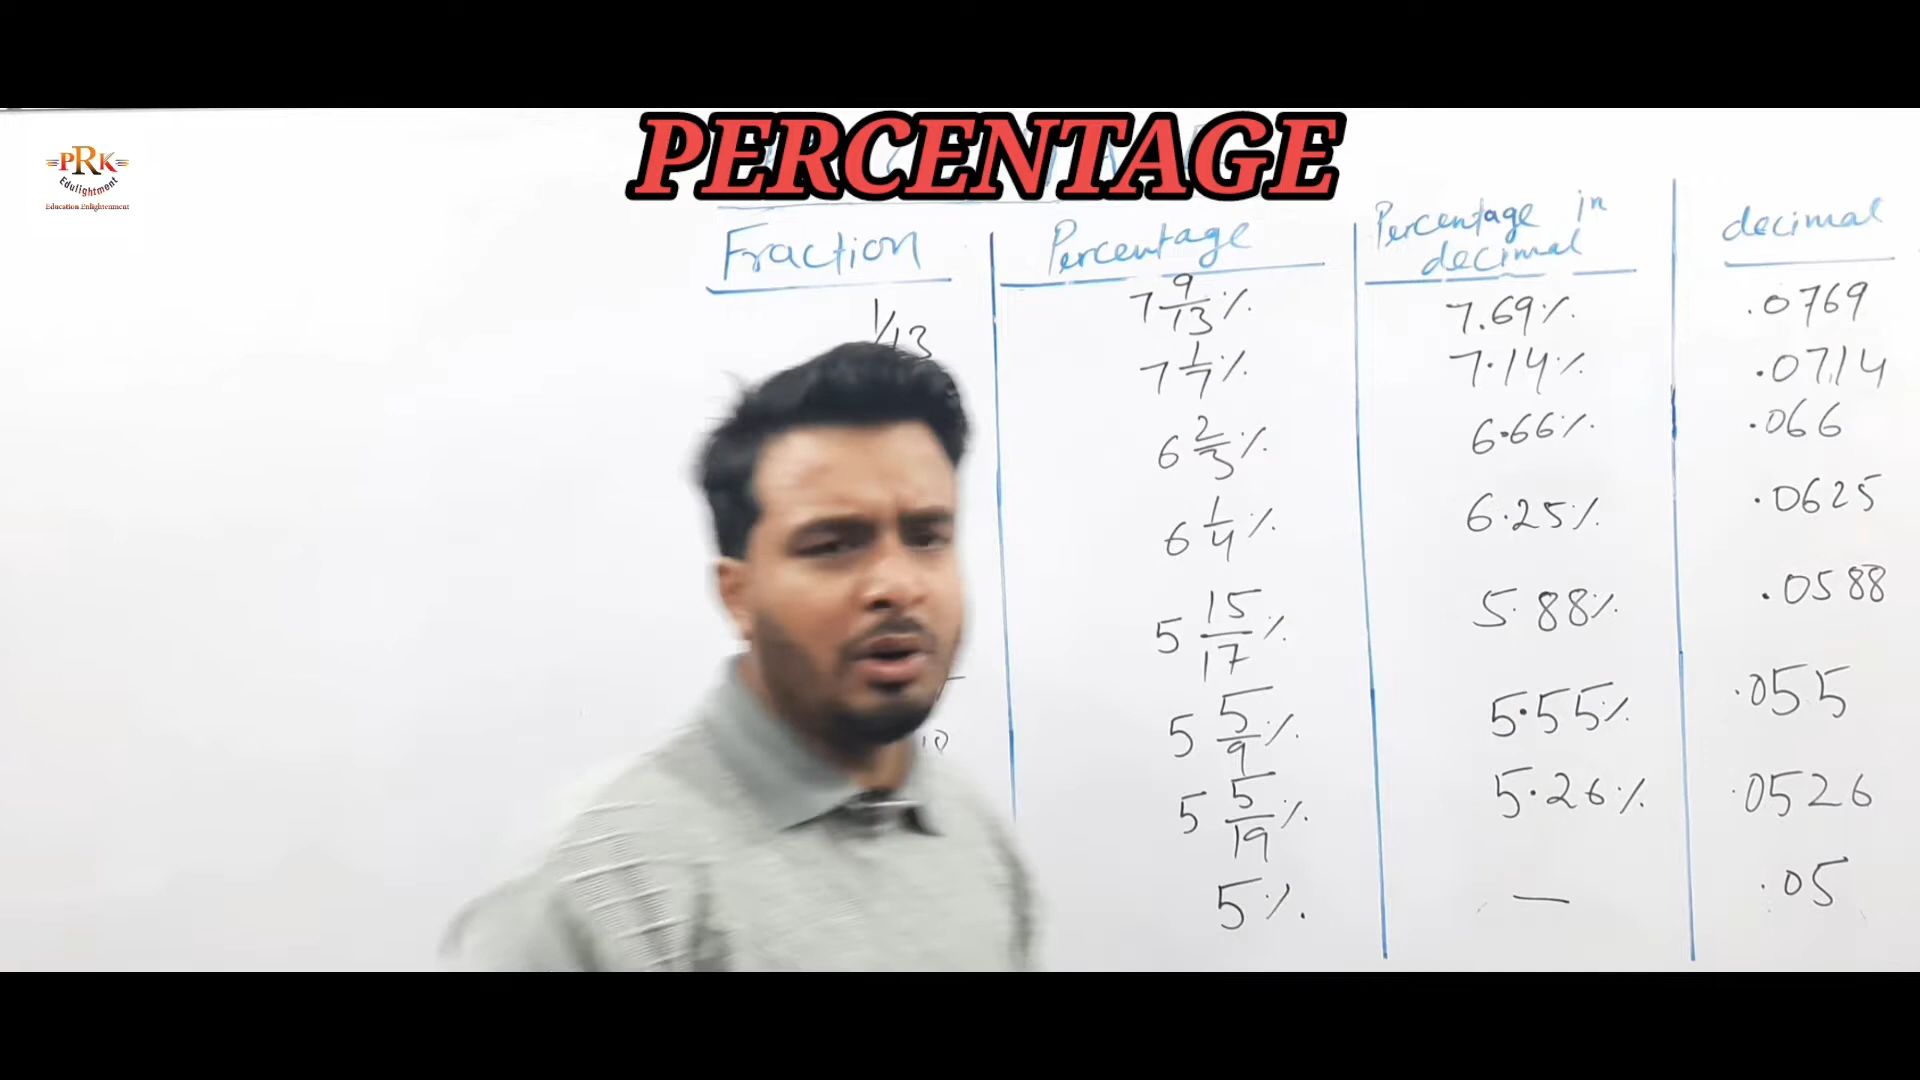 PERCENTAGE
PRK
Edulightment
Education Enlightenment
Fraction Percentage Percentage in decimal decimal
1/13 7 9/13 % 7.69% .0769
7 1/7 % 7.14% .0714
6 2/3 % 6.66% .066
6 1/4 % 6.25% .0625
5 15/17 % 5.88% .0588
5 5/9 % 5.55% .055
5 5/19 % 5.26% .0526
5% — .05